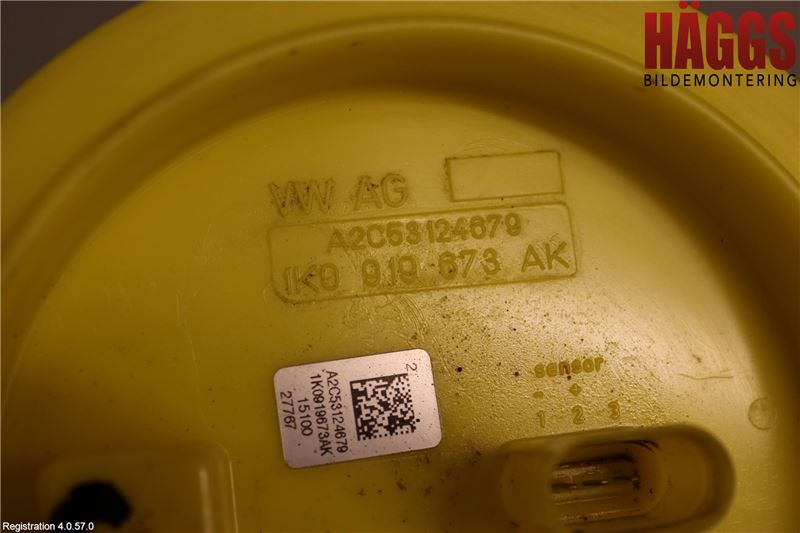 HÄGGS
BILDEMONTERING
VW AG
A2C53124679
1K0 919 673 AK
sensor
- +
1 2 3
A2C53124679
1K0919673AK
15100
27767
2
Registration 4.0.57.0